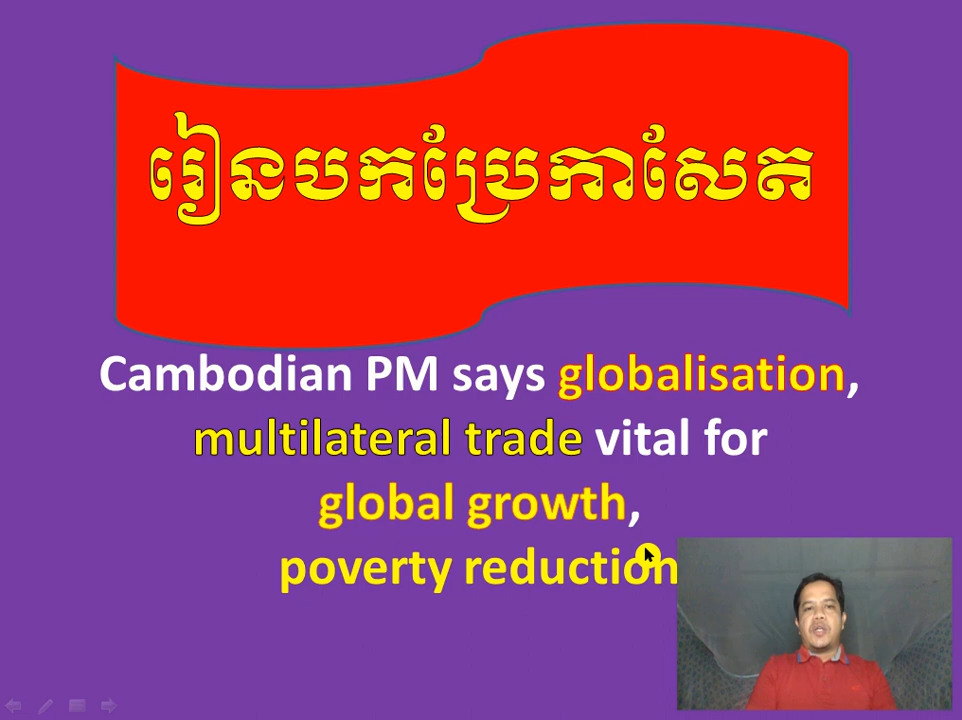 រៀនបកប្រែកាសែត
Cambodian PM says globalisation,
multilateral trade vital for
global growth,
poverty reduction